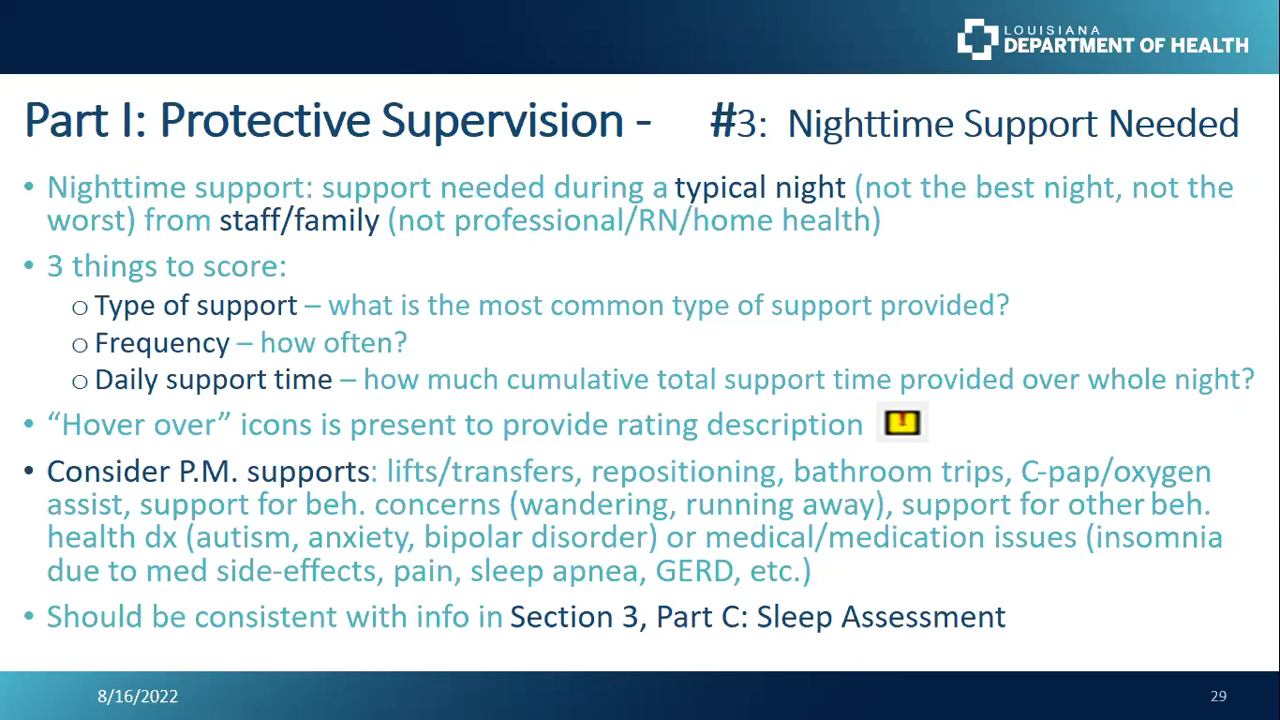 LOUISIANA
DEPARTMENT OF HEALTH
Part I: Protective Supervision - #3: Nighttime Support Needed
• Nighttime support: support needed during a typical night (not the best night, not the
worst) from staff/family (not professional/RN/home health)
• 3 things to score:
o Type of support – what is the most common type of support provided?
o Frequency – how often?
o Daily support time – how much cumulative total support time provided over whole night?
• “Hover over” icons is present to provide rating description
• Consider P.M. supports: lifts/transfers, repositioning, bathroom trips, C-pap/oxygen
assist, support for beh. concerns (wandering, running away), support for other beh.
health dx (autism, anxiety, bipolar disorder) or medical/medication issues (insomnia
due to med side-effects, pain, sleep apnea, GERD, etc.)
• Should be consistent with info in Section 3, Part C: Sleep Assessment
8/16/2022
29